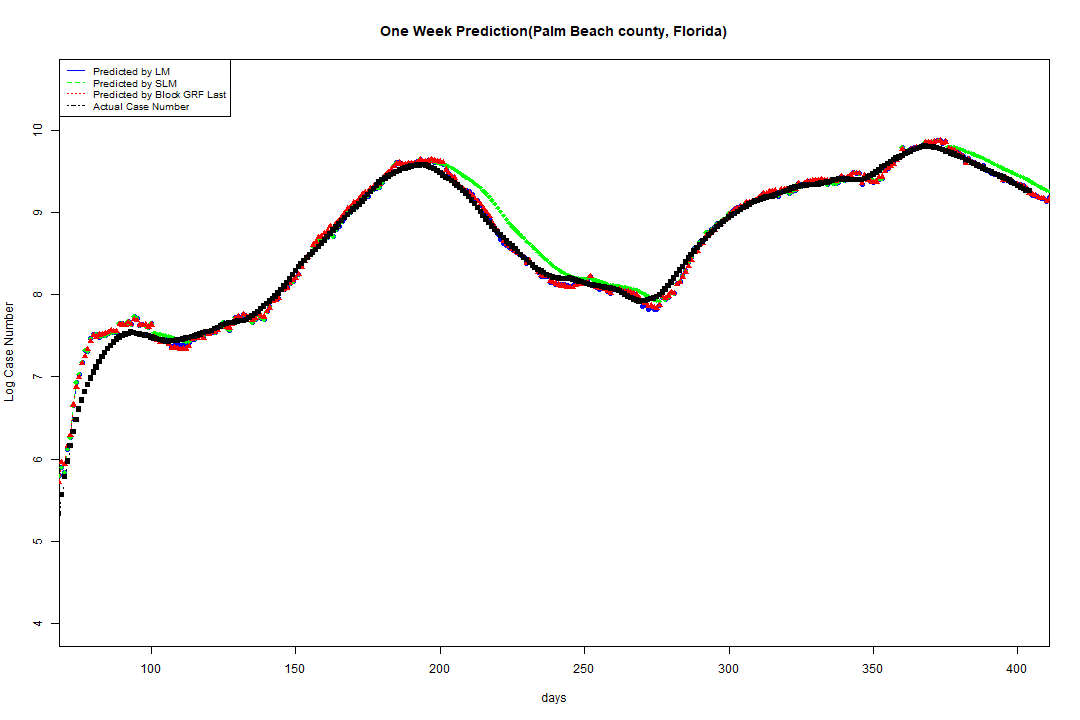 One Week Prediction(Palm Beach county, Florida)
Predicted by LM
Predicted by SLM
Predicted by Block GRF Last
Actual Case Number
Log Case Number
10
9
8
7
6
5
4
100 150 200 250 300 350 400
days